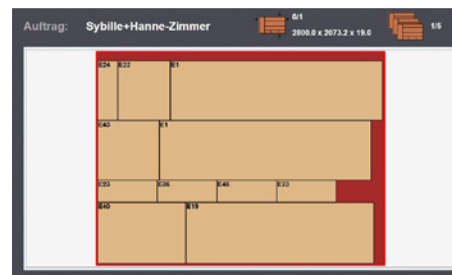 Auftrag: Sybille+Hanne-Zimmer 0/1
2800.0 x 2073.2 x 19.0 1/5
E24 E22 E1
E43 E1
E23 E36 E46 E23
E40 E19